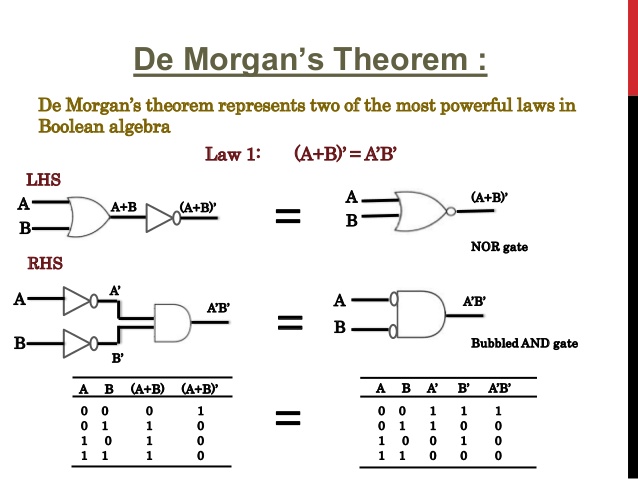 De Morgan's Theorem :
De Morgan's theorem represents two of the most powerful laws in
Boolean algebra
Law 1: (A+B)' = A'B'
LHS
A
B
A+B
(A+B)'
=
A
B
(A+B)'
NOR gate
RHS
A
B
A'
B'
A'B'
=
A
B
A'B'
Bubbled AND gate
A B (A+B) (A+B)'
0 0 0 1
0 1 1 0
1 0 1 0
1 1 1 0
=
A B A' B' A'B'
0 0 1 1 1
0 1 1 0 0
1 0 0 1 0
1 1 0 0 0